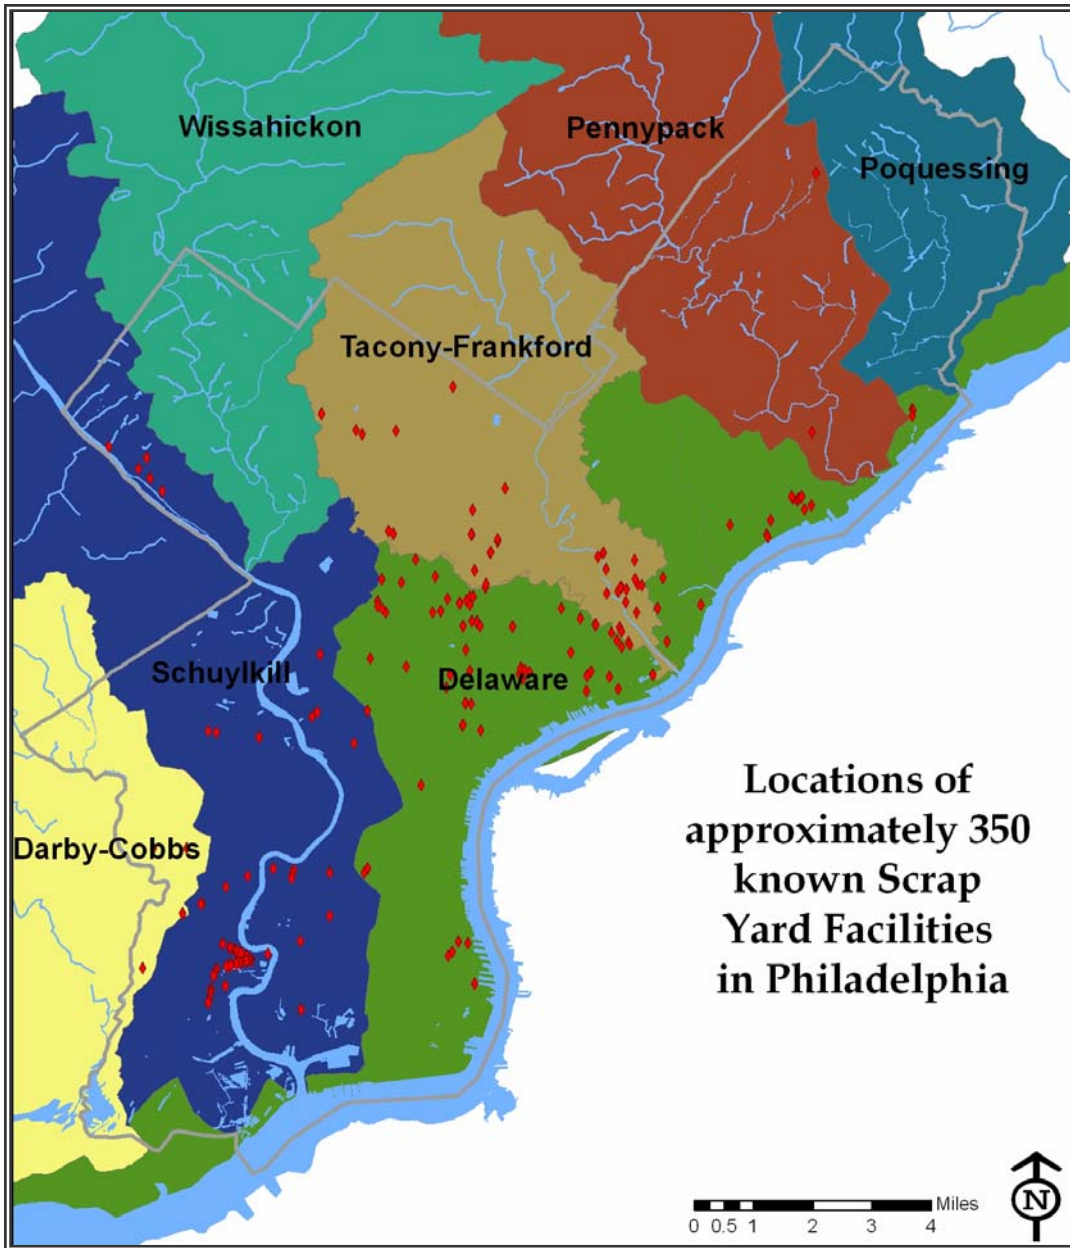 Wissahickon
Pennypack
Poquessing
Tacony-Frankford
Schuylkill
Delaware
Darby-Cobbs
Locations of
approximately 350
known Scrap
Yard Facilities
in Philadelphia
Miles
0 0.5 1 2 3 4
N